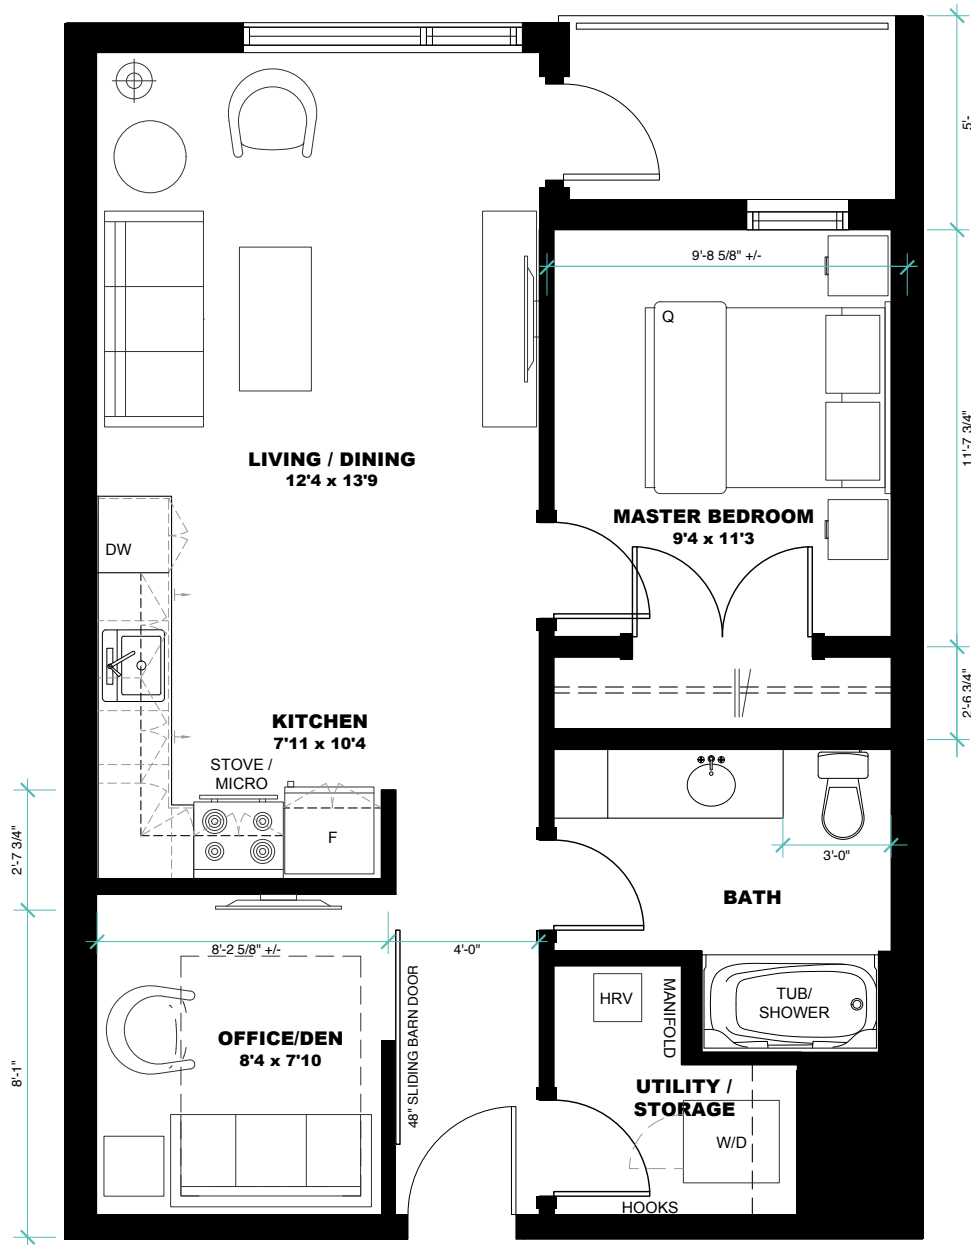 5'-
9'-8 5/8" +/-
Q
11'-7 3/4"
LIVING / DINING
12'4 x 13'9
MASTER BEDROOM
9'4 x 11'3
DW
2'-6 3/4"
KITCHEN
7'11 x 10'4
STOVE /
MICRO
F
2'-7 3/4"
3'-0"
BATH
8'-2 5/8" +/-
4'-0"
48" SLIDING BARN DOOR
HRV
MANIFOLD
TUB/
SHOWER
OFFICE/DEN
8'4 x 7'10
8'-1"
UTILITY /
STORAGE
W/D
HOOKS